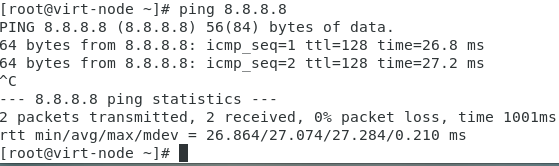 [root@virt-node ~]# ping 8.8.8.8
PING 8.8.8.8 (8.8.8.8) 56(84) bytes of data.
64 bytes from 8.8.8.8: icmp_seq=1 ttl=128 time=26.8 ms
64 bytes from 8.8.8.8: icmp_seq=2 ttl=128 time=27.2 ms
^C
--- 8.8.8.8 ping statistics ---
2 packets transmitted, 2 received, 0% packet loss, time 1001ms
rtt min/avg/max/mdev = 26.864/27.074/27.284/0.210 ms
[root@virt-node ~]#